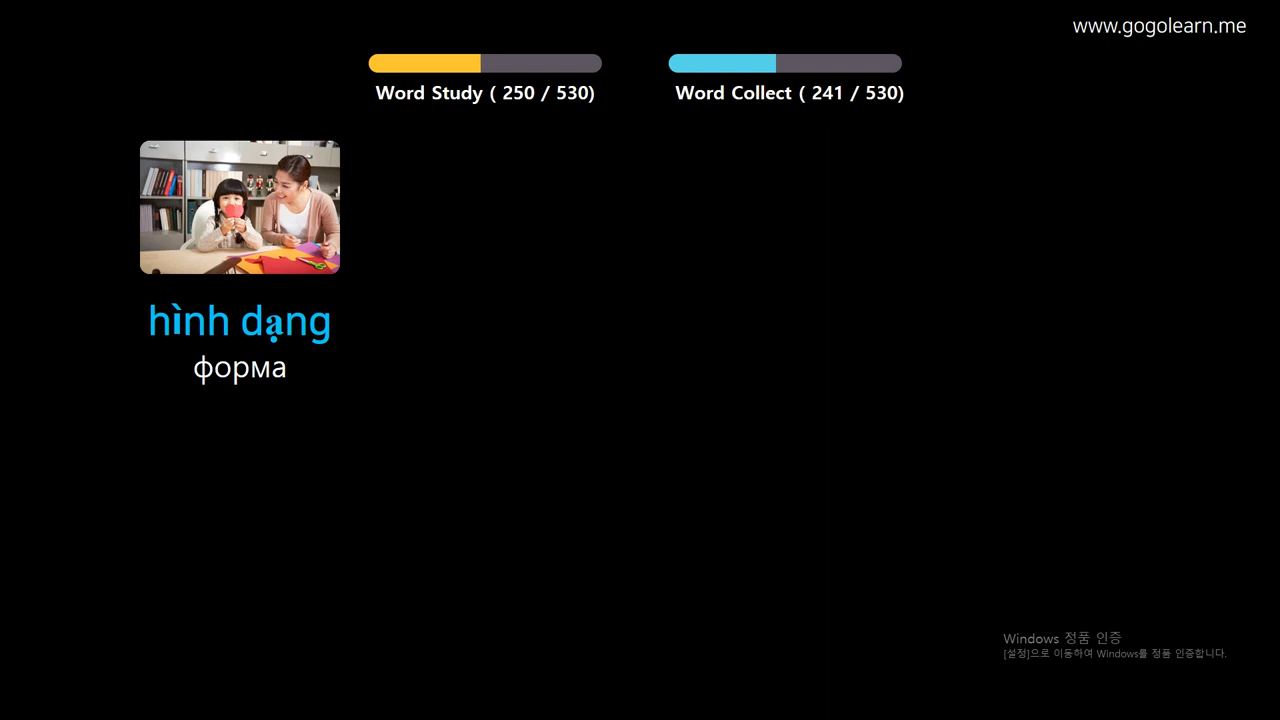 www.gogolearn.me
Word Study ( 250 / 530)
Word Collect ( 241 / 530)
hình dạng
форма
Windows 정품 인증
[설정]으로 이동하여 Windows를 정품 인증합니다.